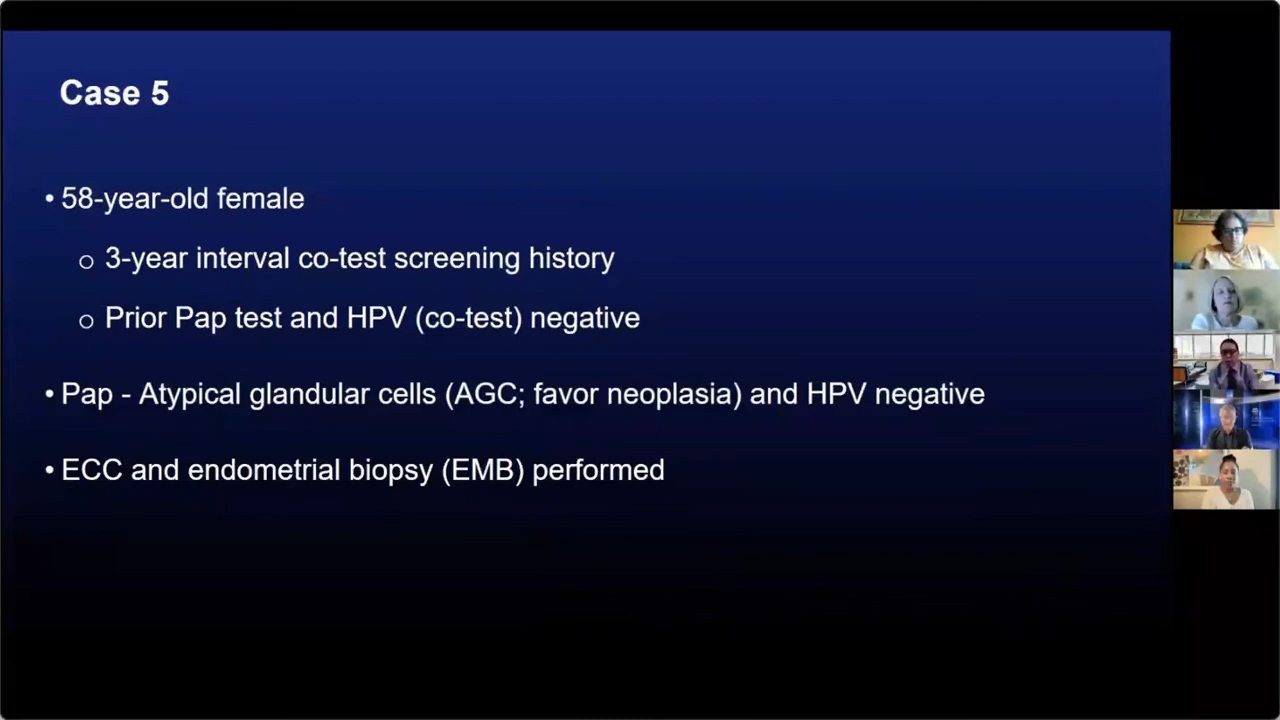 Case 5
• 58-year-old female
o 3-year interval co-test screening history
o Prior Pap test and HPV (co-test) negative
• Pap - Atypical glandular cells (AGC; favor neoplasia) and HPV negative
• ECC and endometrial biopsy (EMB) performed